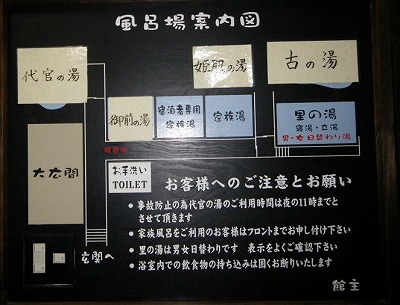 風呂場案内図
代官の湯
姫殿の湯
古の湯
御前の湯
宿泊者専用
家族湯
家族湯
里の湯
寝湯・立湯
男・女日替わり湯
大衣間
お手洗い
TOILET
玄関へ
お客様へのご注意とお願い
● 事故防止の為代官の湯のご利用時間は夜の11時までと
させて頂きます
● 家族風呂をご利用のお客様はフロントまでお申し付け下さい
● 里の湯は男女日替わりです 表示をよくご確認下さい
● 浴室内での飲食物の持ち込みは固くお断りいたします
館主